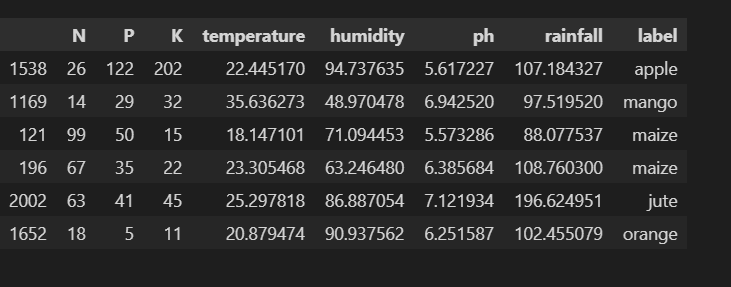 N P K temperature humidity ph rainfall label
1538 26 122 202 22.445170 94.737635 5.617227 107.184327 apple
1169 14 29 32 35.636273 48.970478 6.942520 97.519520 mango
121 99 50 15 18.147101 71.094453 5.573286 88.077537 maize
196 67 35 22 23.305468 63.246480 6.385684 108.760300 maize
2002 63 41 45 25.297818 86.887054 7.121934 196.624951 jute
1652 18 5 11 20.879474 90.937562 6.251587 102.455079 orange